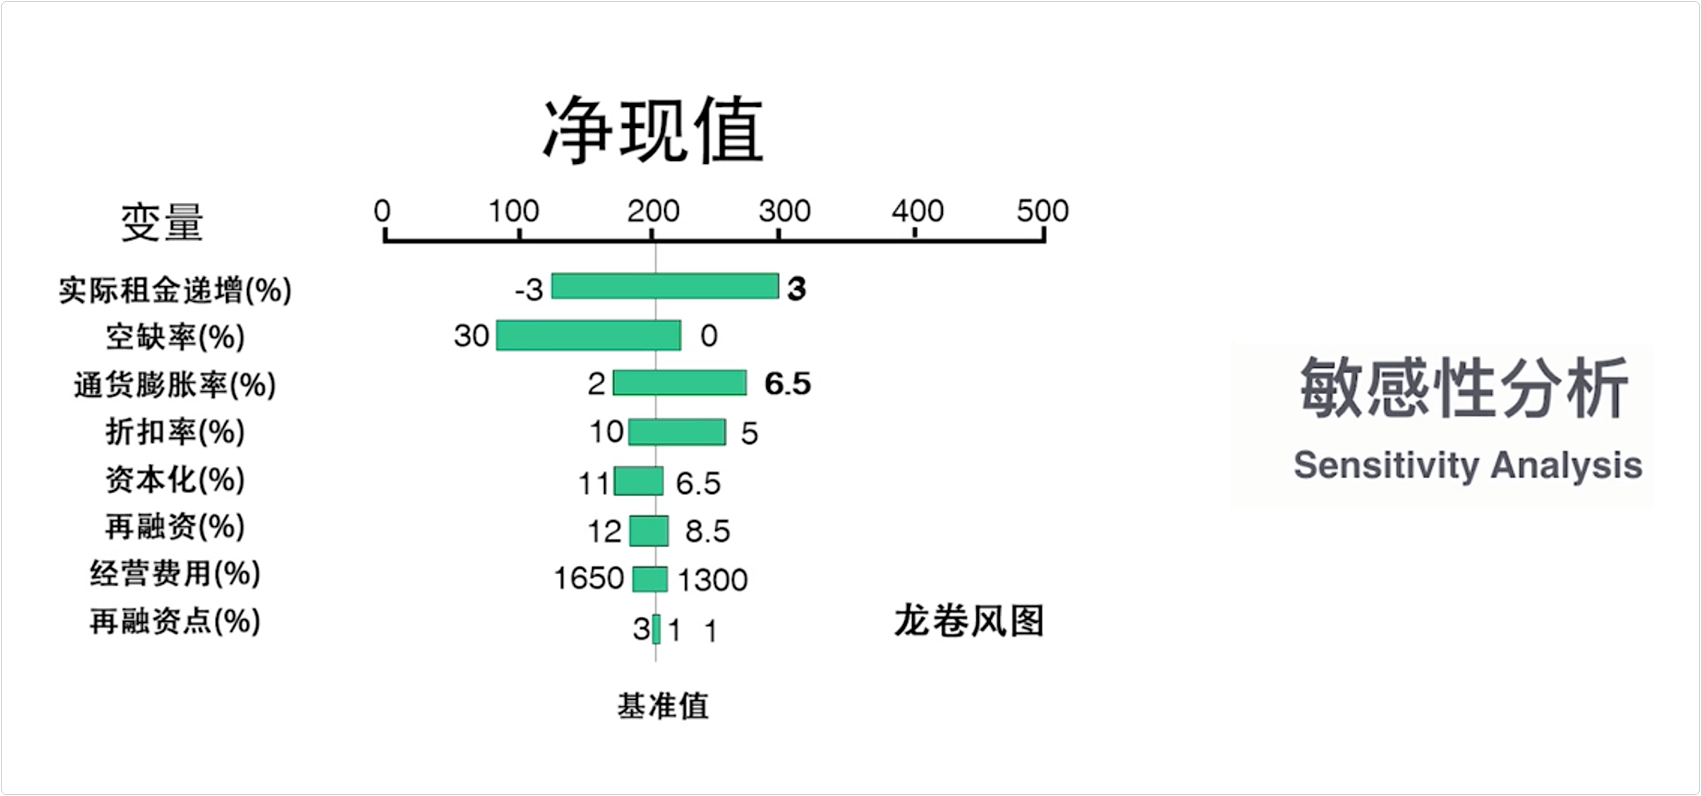 净现值
变量
0 100 200 300 400 500
实际租金递增(%) -3 3
空缺率(%) 30 0
通货膨胀率(%) 2 6.5
折扣率(%) 10 5
资本化(%) 11 6.5
再融资(%) 12 8.5
经营费用(%) 1650 1300
再融资点(%) 3 1 1
基准值
龙卷风图
敏感性分析
Sensitivity Analysis